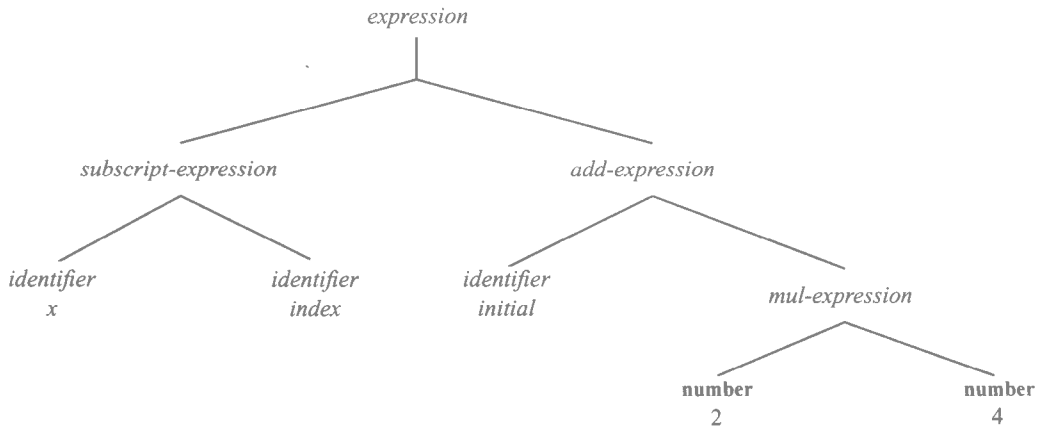 expression
subscript-expression add-expression
identifier identifier identifier
x index initial
mul-expression
number number
2 4